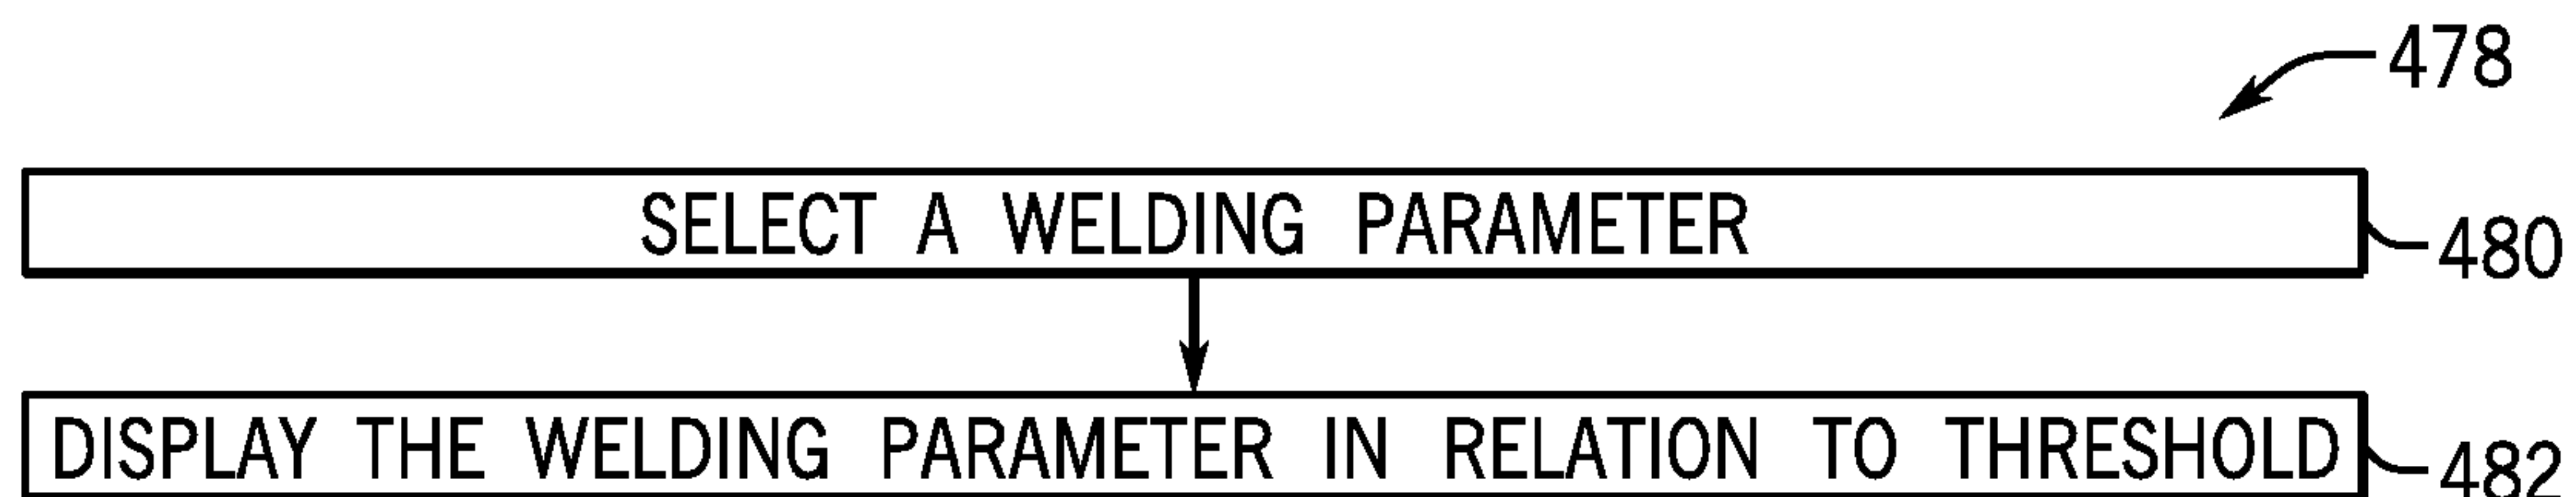 478
SELECT A WELDING PARAMETER
480
DISPLAY THE WELDING PARAMETER IN RELATION TO THRESHOLD
482